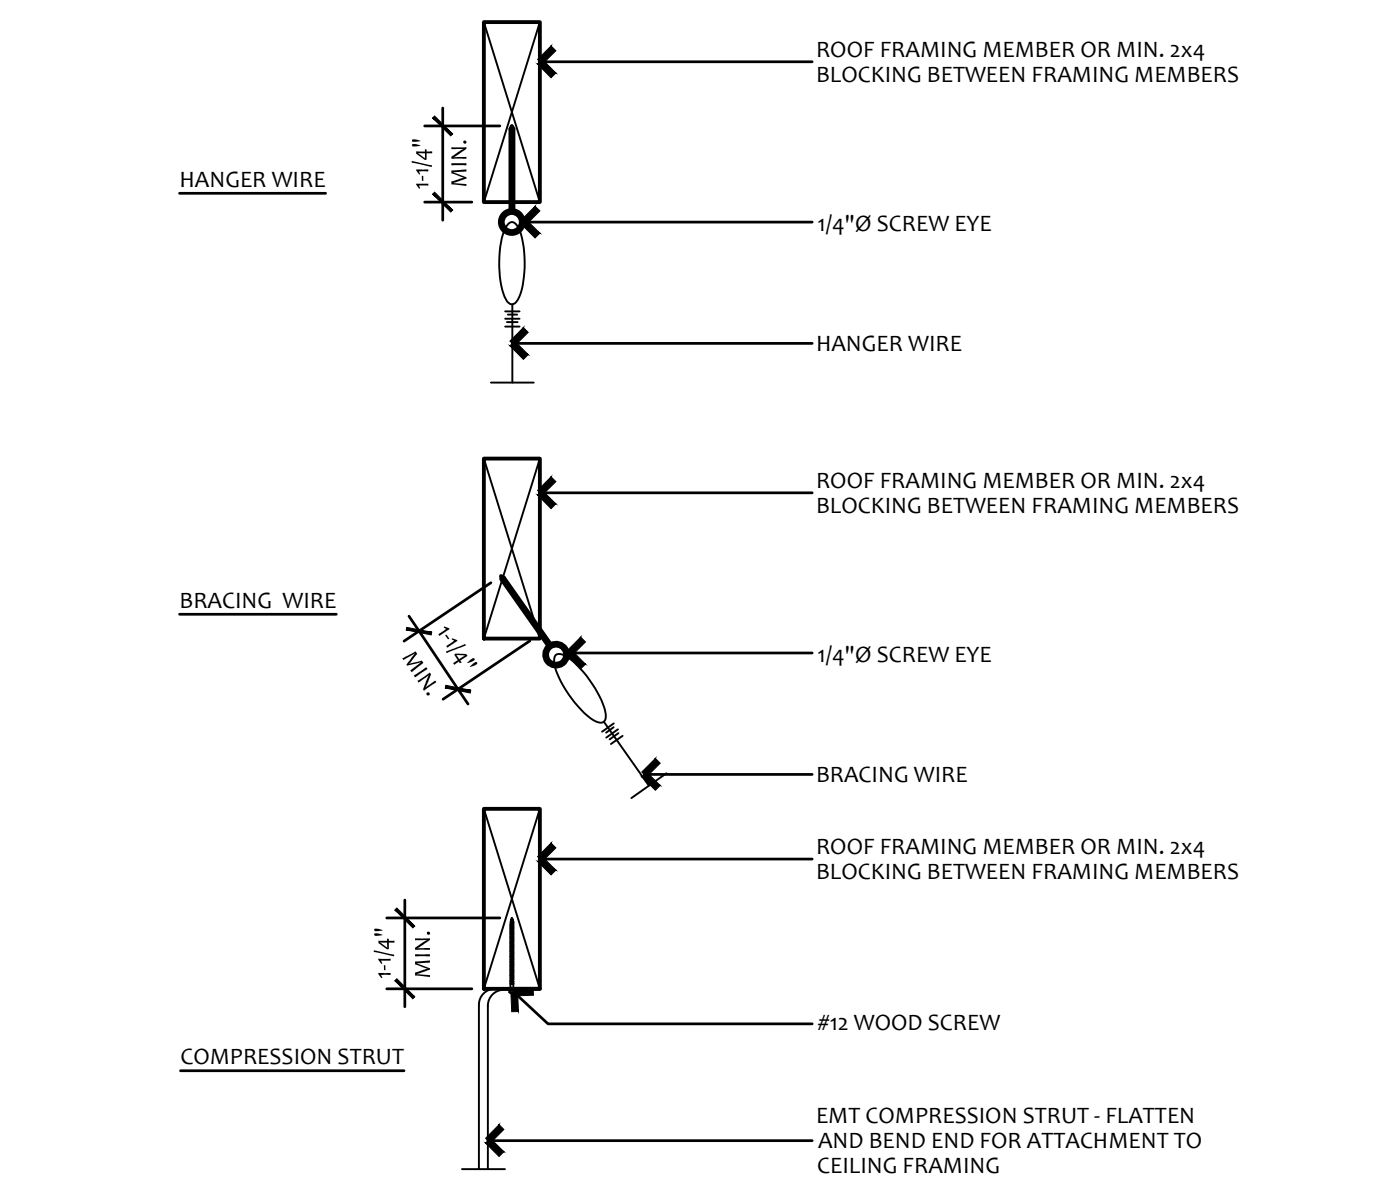 ROOF FRAMING MEMBER OR MIN. 2x4
BLOCKING BETWEEN FRAMING MEMBERS
1-1/4"
MIN.
HANGER WIRE
1/4"Ø SCREW EYE
HANGER WIRE
ROOF FRAMING MEMBER OR MIN. 2x4
BLOCKING BETWEEN FRAMING MEMBERS
BRACING WIRE
1-1/4"
MIN.
1/4"Ø SCREW EYE
BRACING WIRE
ROOF FRAMING MEMBER OR MIN. 2x4
BLOCKING BETWEEN FRAMING MEMBERS
1-1/4"
MIN.
#12 WOOD SCREW
COMPRESSION STRUT
EMT COMPRESSION STRUT - FLATTEN
AND BEND END FOR ATTACHMENT TO
CEILING FRAMING